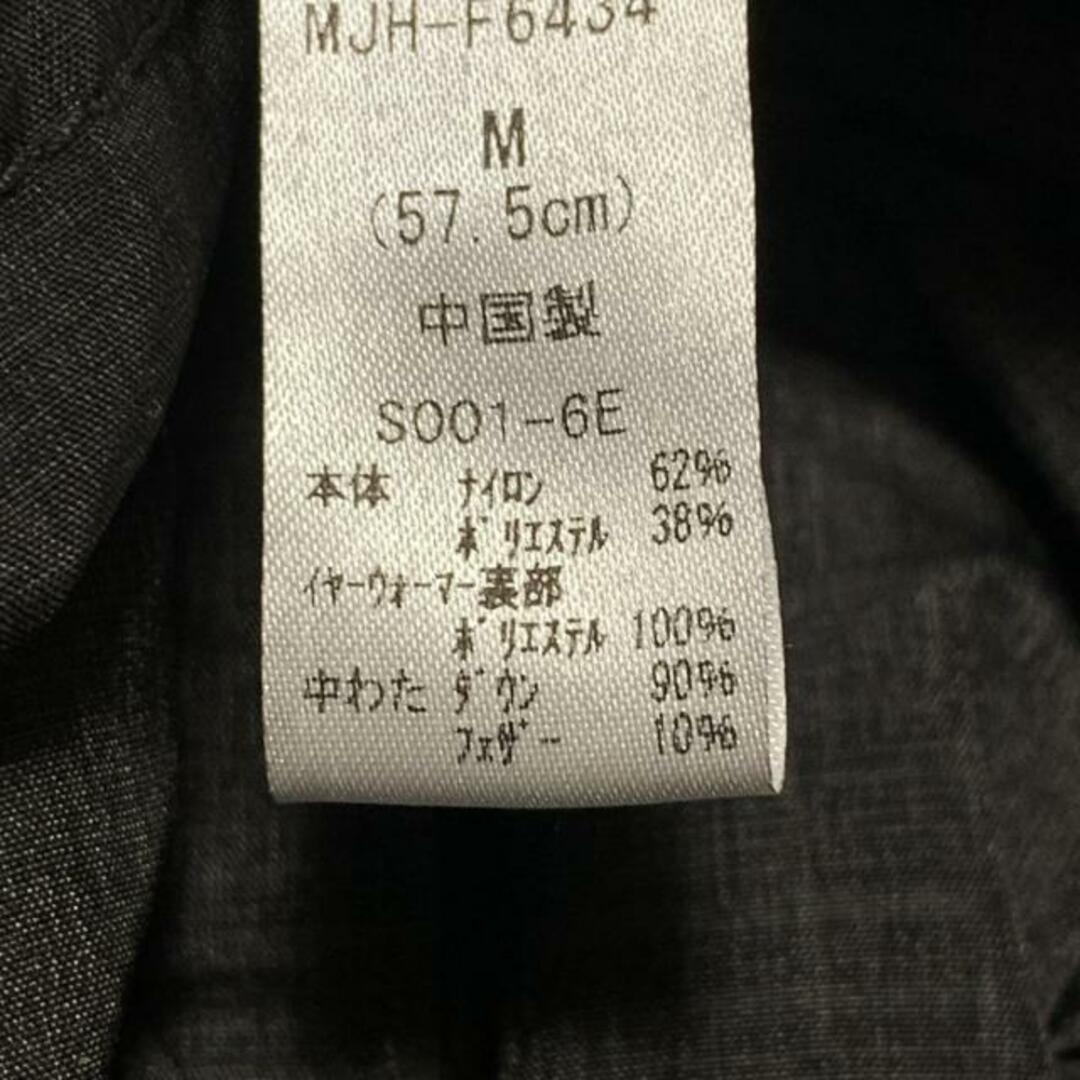 MJH-F6434
M
(57.5cm)
中国製
S001-6E
本体 ナイロン 62%
ポリエステル 38%
イヤーウォーマー裏部
ポリエステル 100%
中わた ダウン 90%
フェザー 10%